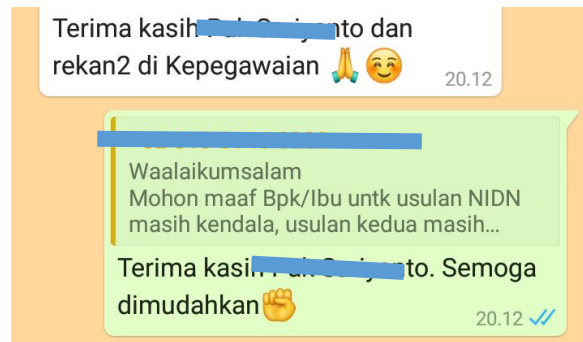 Terima kasih dan
rekan2 di Kepegawaian 🙏☺️
20.12
Waalaikumsalam
Mohon maaf Bpk/Ibu untk usulan NIDN
masih kendala, usulan kedua masih...
Terima kasih Semoga
dimudahkan✊
20.12